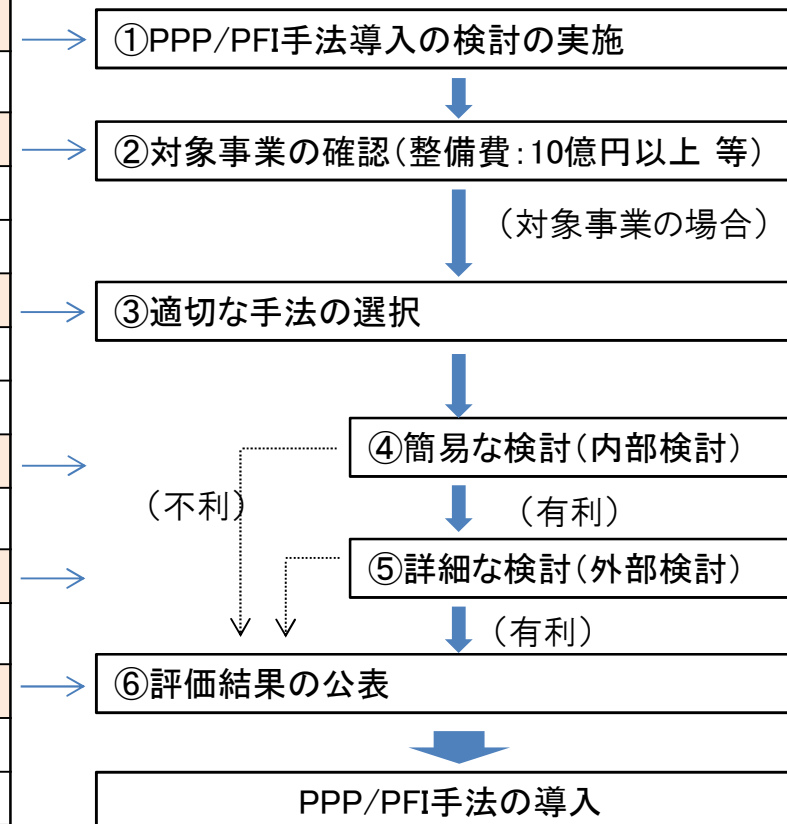 ①PPP/PFI手法導入の検討の実施
②対象事業の確認（整備費：10億円以上 等）
（対象事業の場合）
③適切な手法の選択
④簡易な検討（内部検討）
（不利）
（有利）
⑤詳細な検討（外部検討）
（有利）
⑥評価結果の公表
PPP/PFI手法の導入